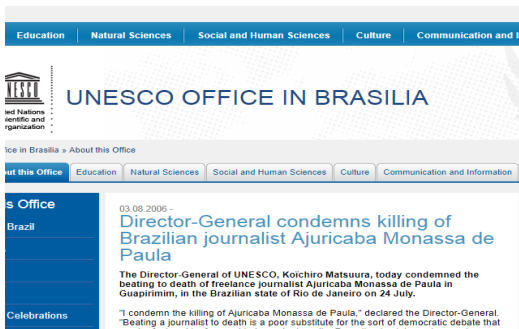 Education Natural Sciences Social and Human Sciences Culture Communication and I
UNESCO
ted Nations
ientific and
rganization
UNESCO OFFICE IN BRASILIA
fice in Brasilia » About this Office
out this Office Education Natural Sciences Social and Human Sciences Culture Communication and Information
s Office
Brazil
Celebrations
03.08.2006 -
Director-General condemns killing of
Brazilian journalist Ajuricaba Monassa de
Paula
The Director-General of UNESCO, Koïchiro Matsuura, today condemned the
beating to death of freelance journalist Ajuricaba Monassa de Paula in
Guapirimim, in the Brazilian state of Rio de Janeiro on 24 July.
"I condemn the killing of Ajuricaba Monassa de Paula," declared the Director-General.
"Beating a journalist to death is a poor substitute for the sort of democratic debate that